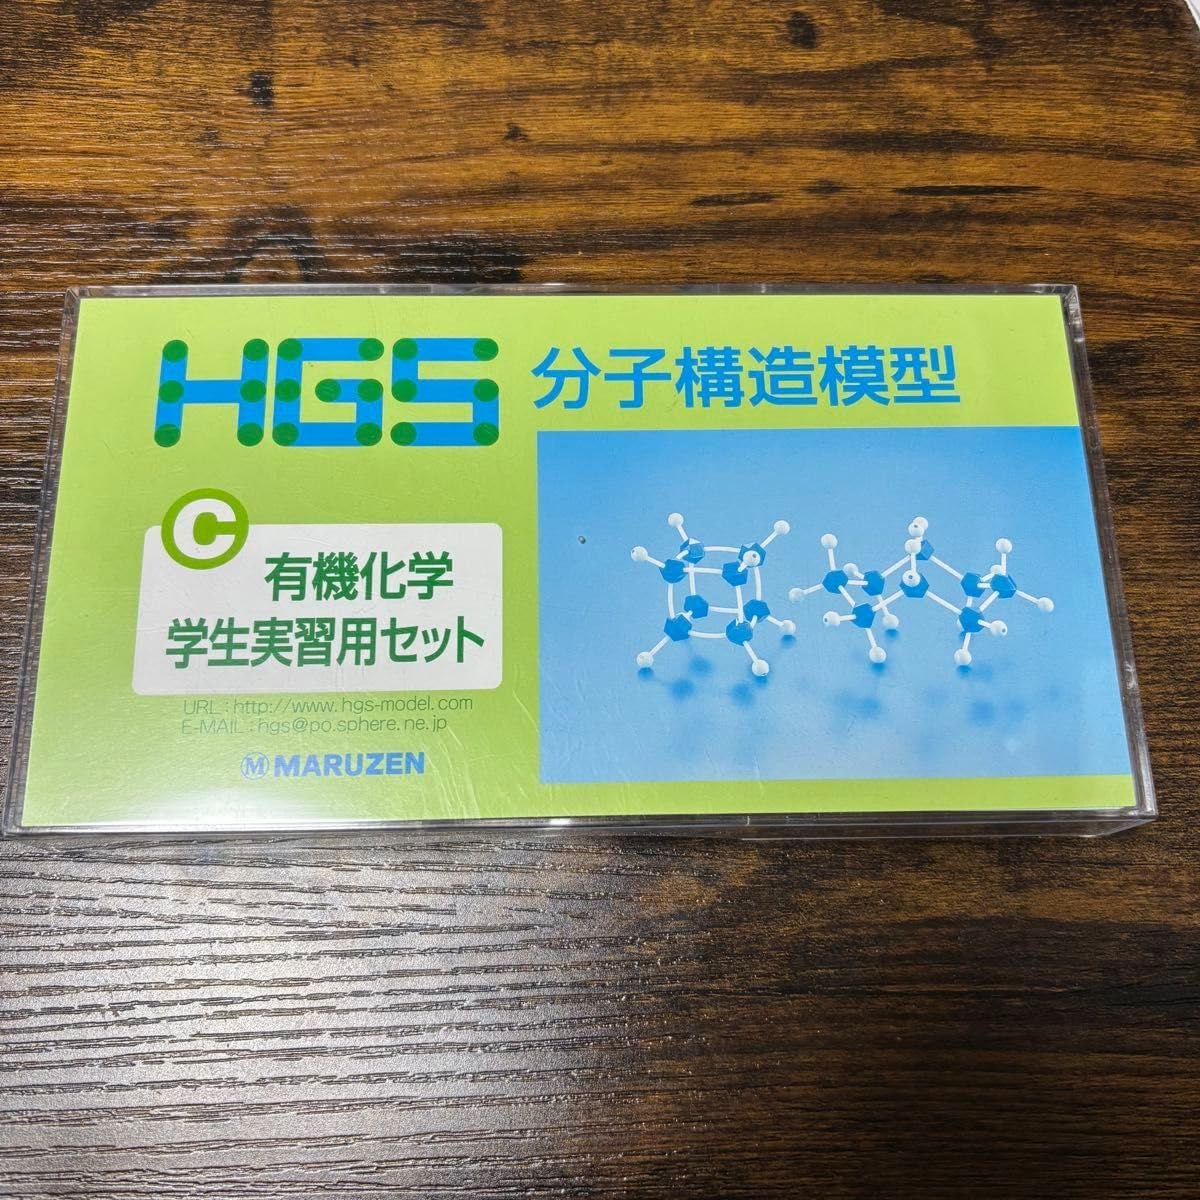 HGS 分子構造模型
C
有機化学
学生実習用セット
URL:http://www.hgs-model.com
E-MAIL:hgs@po.sphere.ne.jp
M MARUZEN